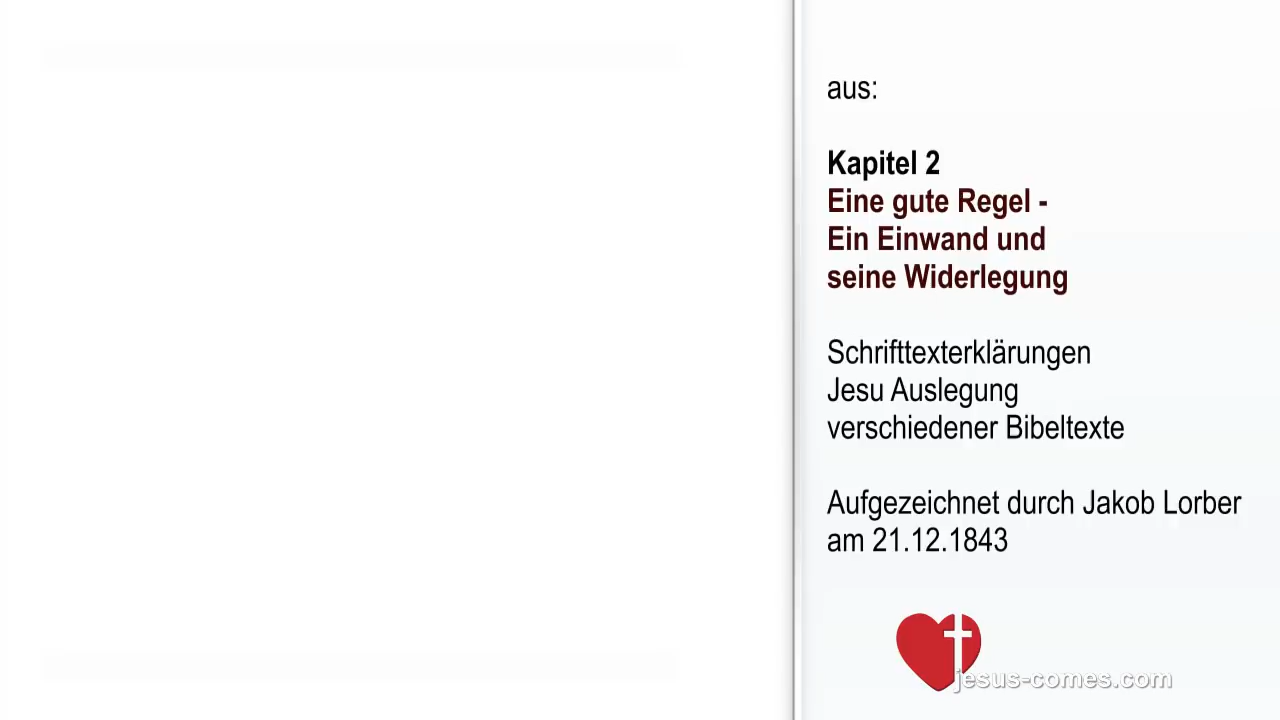 aus:
Kapitel 2
Eine gute Regel -
Ein Einwand und
seine Widerlegung
Schrifttexterklärungen
Jesu Auslegung
verschiedener Bibeltexte
Aufgezeichnet durch Jakob Lorber
am 21.12.1843
jesus-comes.com